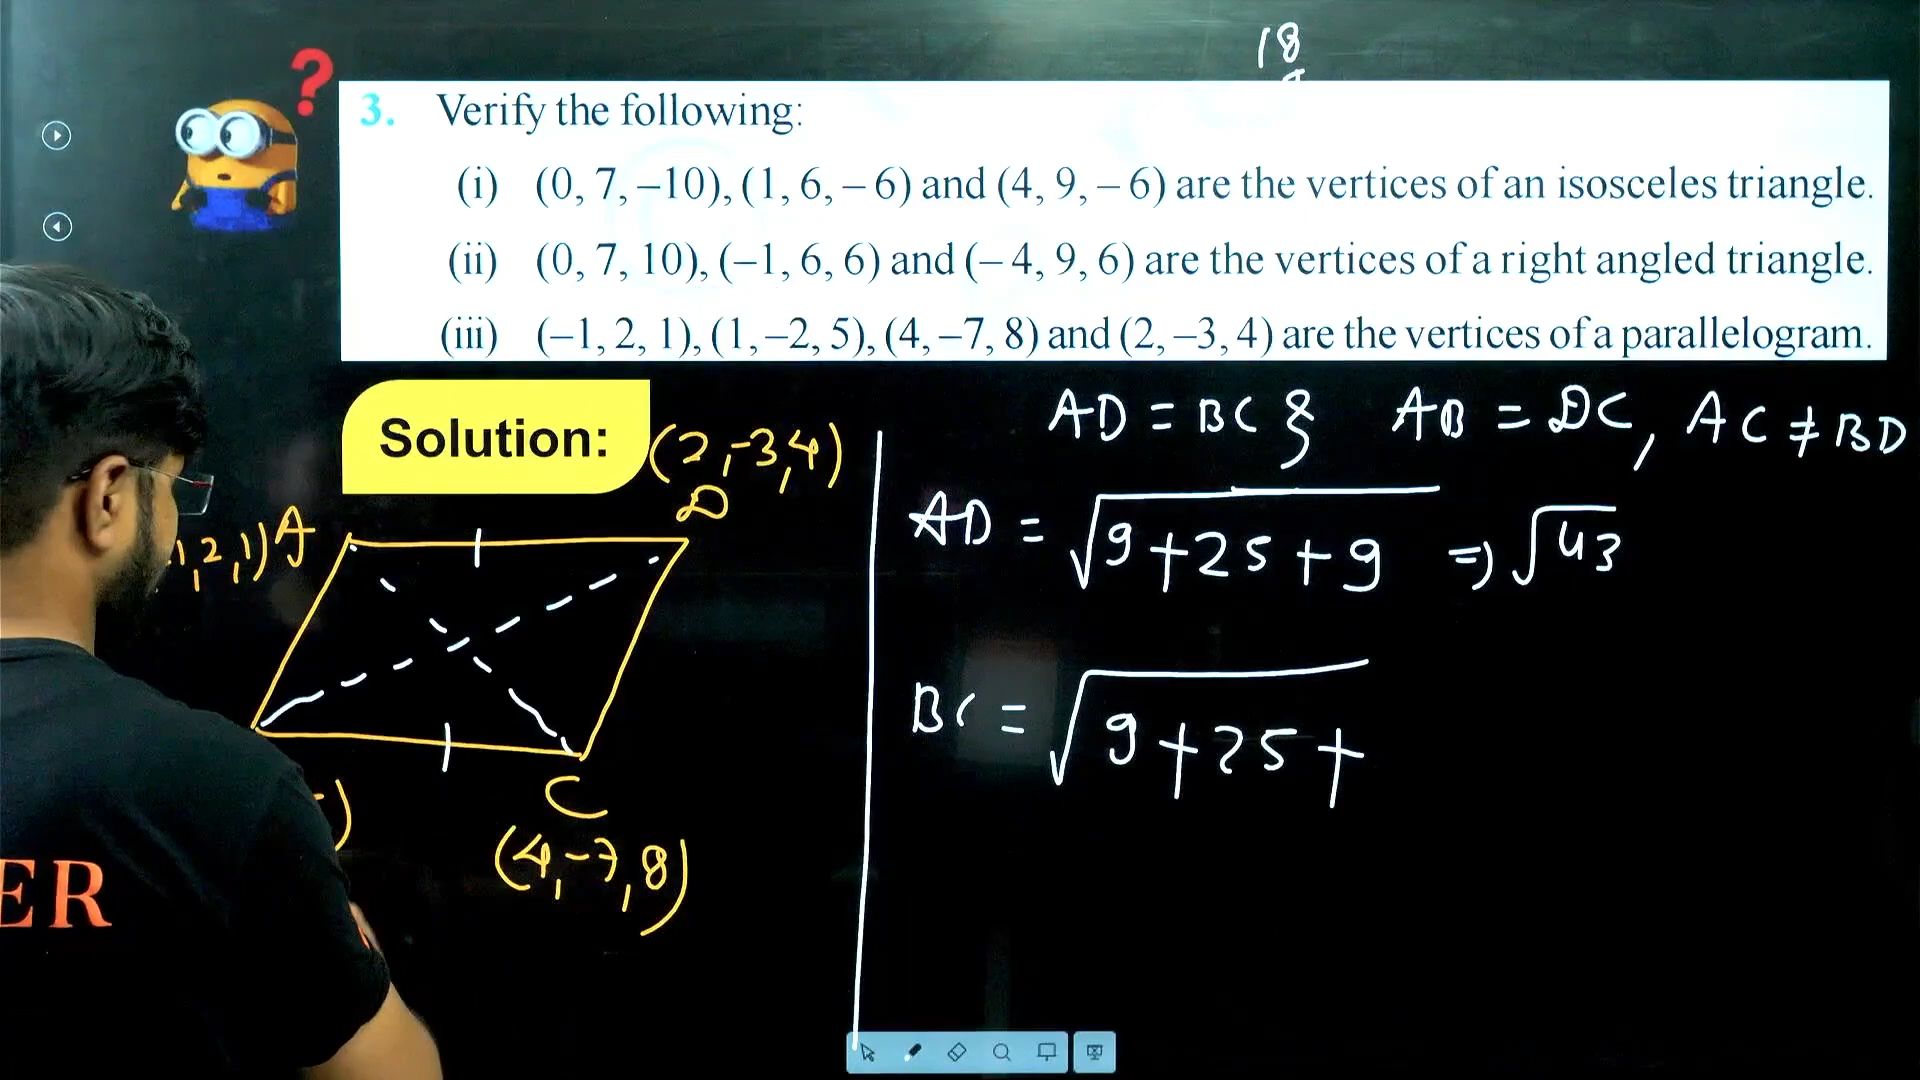 18
?
3. Verify the following:
(i) (0, 7, –10), (1, 6, – 6) and (4, 9, – 6) are the vertices of an isosceles triangle.
(ii) (0, 7, 10), (–1, 6, 6) and (– 4, 9, 6) are the vertices of a right angled triangle.
(iii) (–1, 2, 1), (1, –2, 5), (4, –7, 8) and (2, –3, 4) are the vertices of a parallelogram.
Solution:
(2, -3, 4)
D
1, 2, 1) A
C
(4, -7, 8)
)
AD = BC & AB = DC, AC ≠ BD
AD = √9 + 25 + 9 ⇒ √43
BC = √9 + 25 +
ER